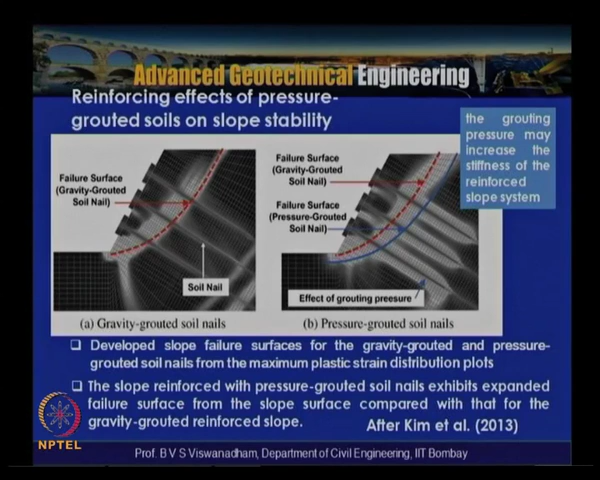 Advanced Geotechnical Engineering
Reinforcing effects of pressure-
grouted soils on slope stability
the grouting
pressure may
increase the
stiffness of the
reinforced
slope system
Failure Surface
(Gravity-Grouted
Soil Nail)
Soil Nail
(a) Gravity-grouted soil nails
Failure Surface
(Gravity-Grouted
Soil Nail)
Failure Surface
(Pressure-Grouted
Soil Nail)
Effect of grouting preesure
(b) Pressure-grouted soil nails
❑ Developed slope failure surfaces for the gravity-grouted and pressure-
grouted soil nails from the maximum plastic strain distribution plots
❑ The slope reinforced with pressure-grouted soil nails exhibits expanded
failure surface from the slope surface compared with that for the
gravity-grouted reinforced slope. After Kim et al. (2013)
NPTEL
Prof. B V S Viswanadham, Department of Civil Engineering, IIT Bombay